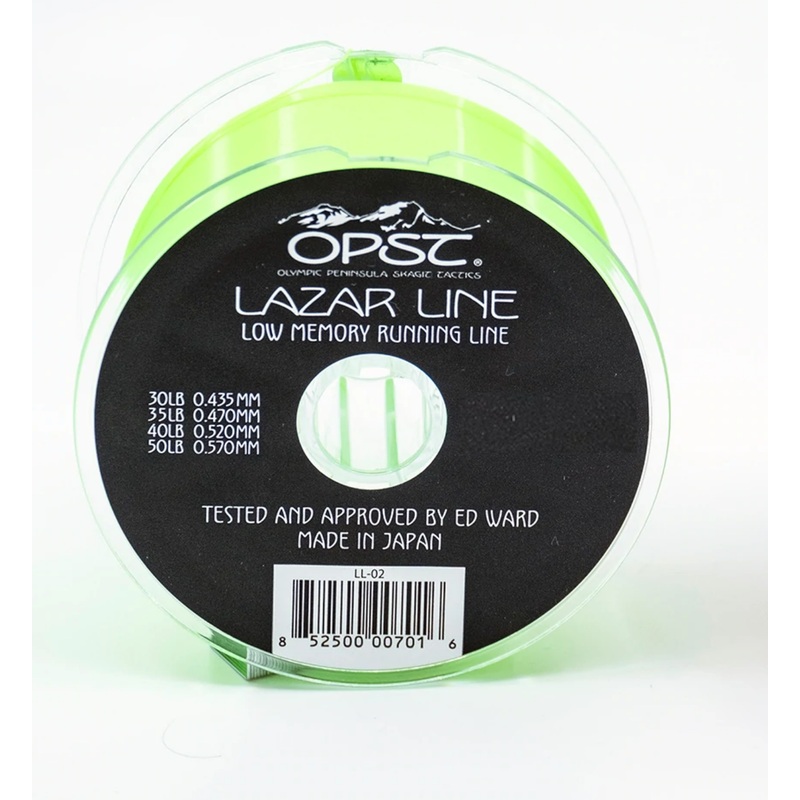 OPST®
OLYMPIC PENINSULA SKAGIT TACTICS
LAZAR LINE
LOW MEMORY RUNNING LINE
30LB 0.435MM
35LB 0.470MM
40LB 0.520MM
50LB 0.570MM
TESTED AND APPROVED BY ED WARD
MADE IN JAPAN
LL-02
8 52500 00701 6